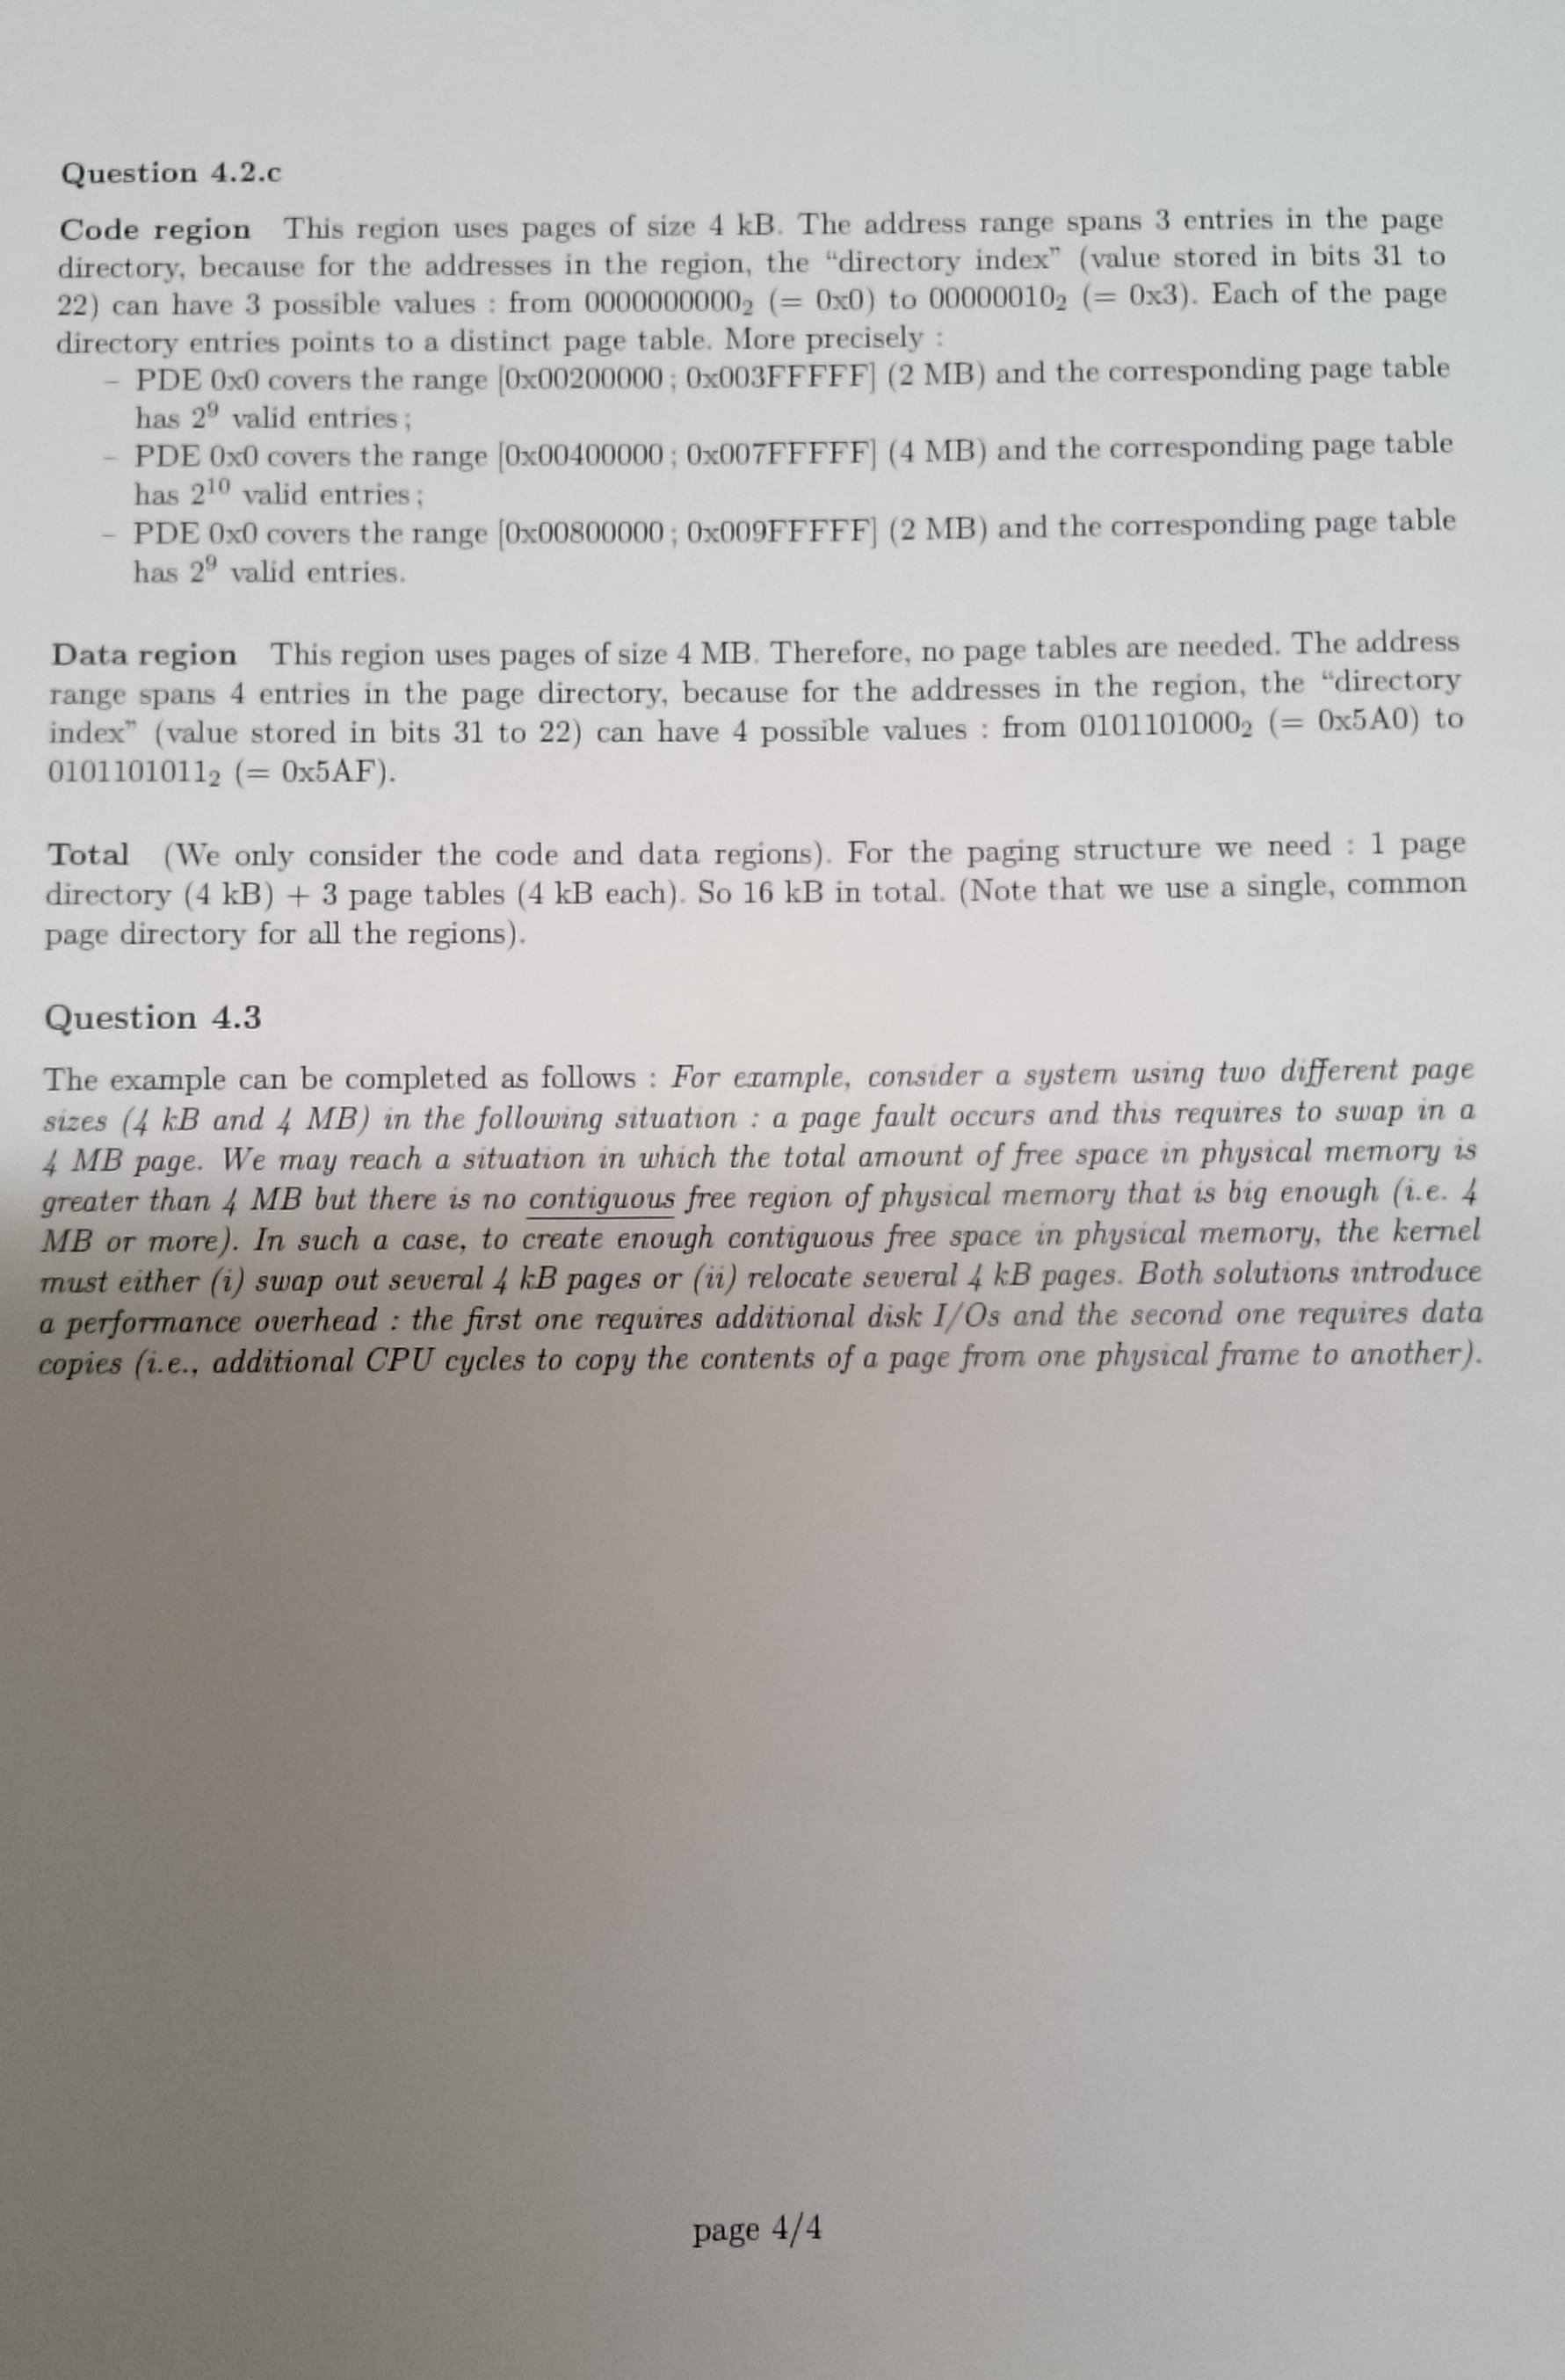 Question 4.2.c
Code region This region uses pages of size 4 kB. The address range spans 3 entries in the page
directory, because for the addresses in the region, the “directory index” (value stored in bits 31 to
22) can have 3 possible values : from 0000000000₂ (= 0x0) to 00000010₂ (= 0x3). Each of the page
directory entries points to a distinct page table. More precisely :
– PDE 0x0 covers the range [0x00200000 ; 0x003FFFFF] (2 MB) and the corresponding page table
has 2⁹ valid entries ;
– PDE 0x0 covers the range [0x00400000 ; 0x007FFFFF] (4 MB) and the corresponding page table
has 2¹⁰ valid entries ;
– PDE 0x0 covers the range [0x00800000 ; 0x009FFFFF] (2 MB) and the corresponding page table
has 2⁹ valid entries.
Data region This region uses pages of size 4 MB. Therefore, no page tables are needed. The address
range spans 4 entries in the page directory, because for the addresses in the region, the “directory
index” (value stored in bits 31 to 22) can have 4 possible values : from 0101101000₂ (= 0x5A0) to
0101101011₂ (= 0x5AF).
Total (We only consider the code and data regions). For the paging structure we need : 1 page
directory (4 kB) + 3 page tables (4 kB each). So 16 kB in total. (Note that we use a single, common
page directory for all the regions).
Question 4.3
The example can be completed as follows : For example, consider a system using two different page
sizes (4 kB and 4 MB) in the following situation : a page fault occurs and this requires to swap in a
4 MB page. We may reach a situation in which the total amount of free space in physical memory is
greater than 4 MB but there is no contiguous free region of physical memory that is big enough (i.e. 4
MB or more). In such a case, to create enough contiguous free space in physical memory, the kernel
must either (i) swap out several 4 kB pages or (ii) relocate several 4 kB pages. Both solutions introduce
a performance overhead : the first one requires additional disk I/Os and the second one requires data
copies (i.e., additional CPU cycles to copy the contents of a page from one physical frame to another).
page 4/4